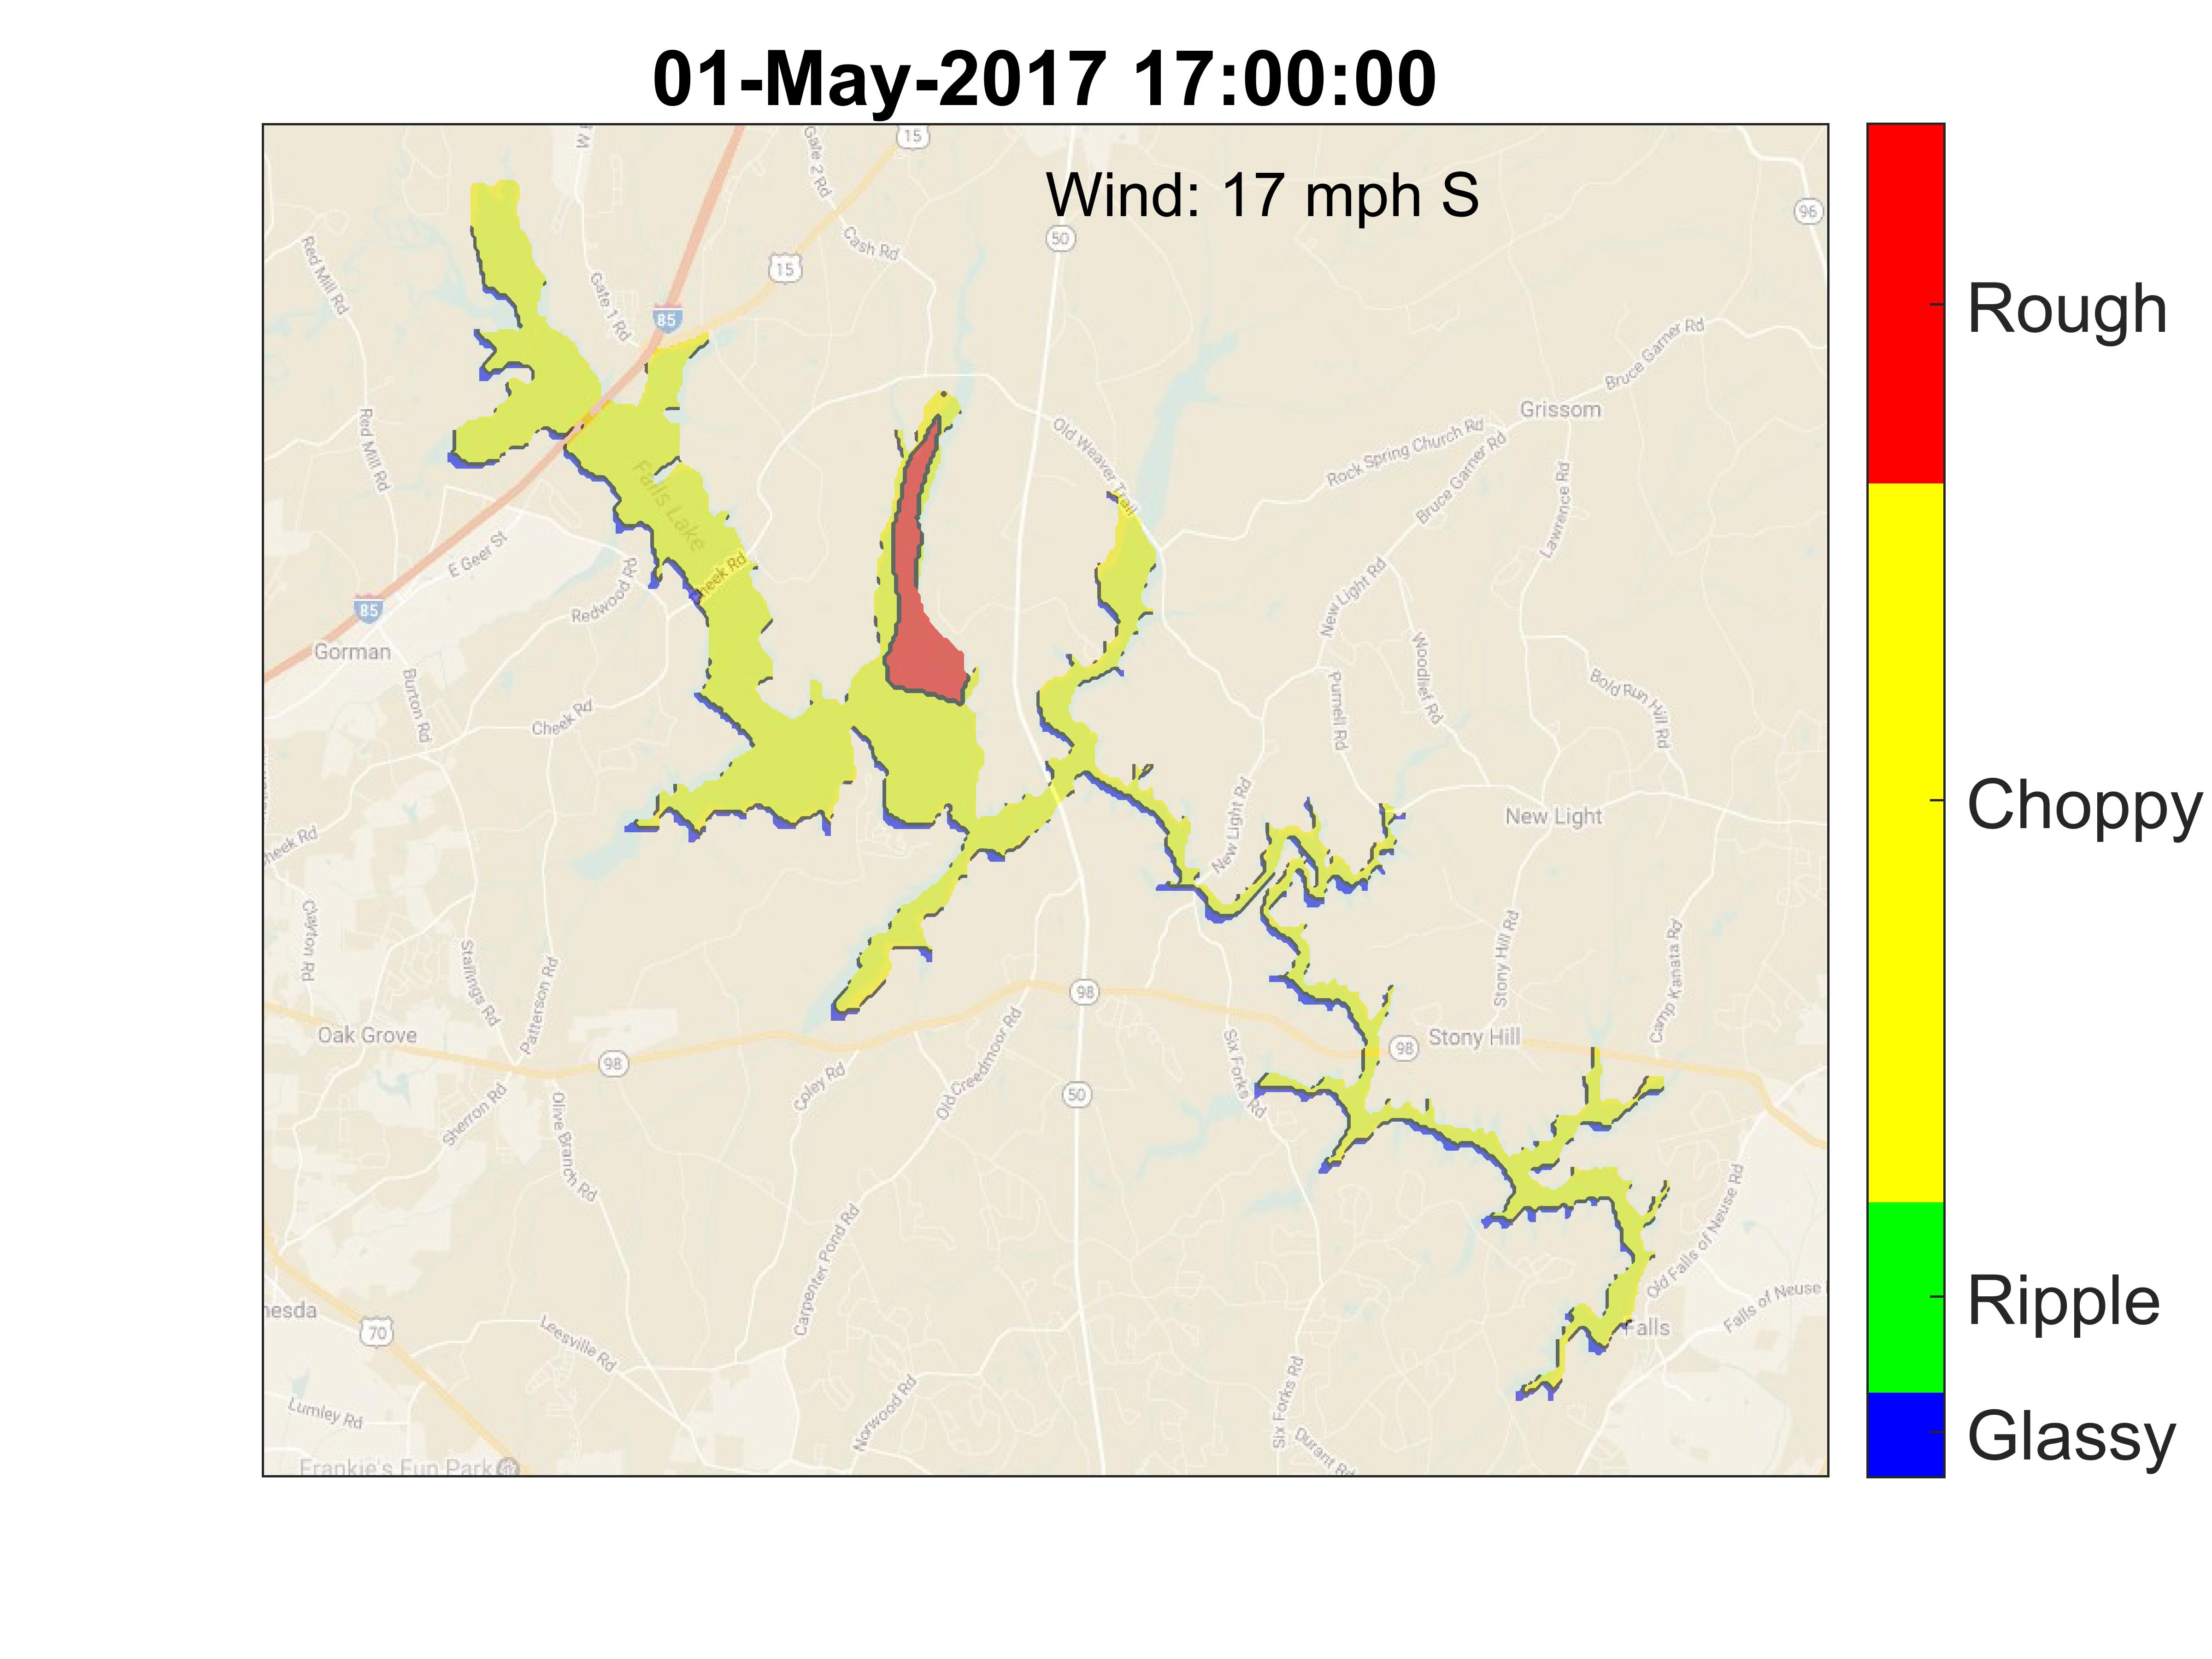 01-May-2017 17:00:00
Wind: 17 mph S
Rough
Choppy
Ripple
Glassy
15
Gate 2 Rd
Cash Rd
50
96
15
Red Mill Rd
Gate 1 Rd
85
Bruce Garner Rd
Grissom
Old Weaver Trail
Rock Spring Church Rd
Bruce Garner Rd
Red Mill Rd
Falls Lake
Lawrence Rd
E Geer St
Cheek Rd
Redwood Rd
New Light Rd
85
Gorman
Burton Rd
Cheek Rd
Purnell Rd
Woodlief Rd
Bold Run Hill Rd
New Light Rd
New Light
heek Rd
Clayton Rd
Stallings Rd
Patterson Rd
Stony Hill Rd
Camp Kanata Rd
98
Oak Grove
98
Stony Hill
98
Coley Rd
Old Creedmoor Rd
50
Six Forks Rd
Sherron Rd
Olive Branch Rd
Carpenter Pond Rd
Old Falls of Neuse Rd
Falls of Neuse
nesda
70
Leesville Rd
Falls
Lumley Rd
Norwood Rd
Six Forks Rd
Durant Rd
Frankie's Fun Park